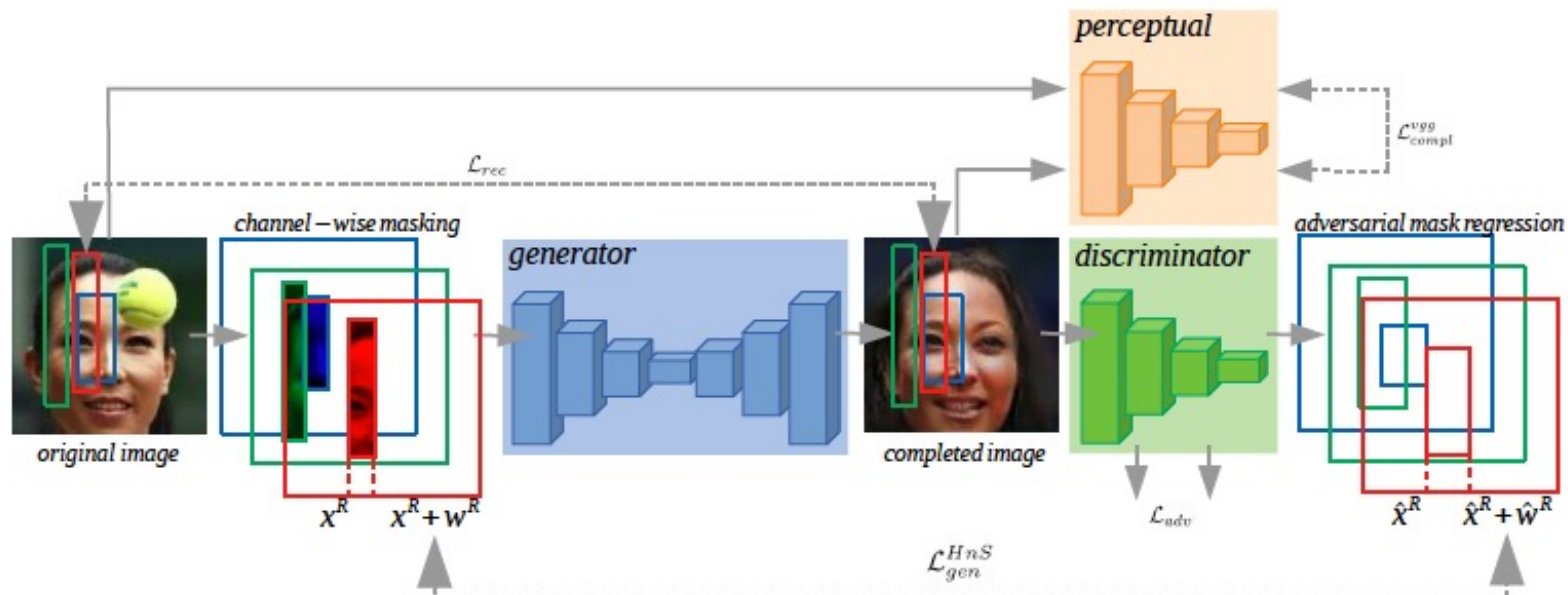 perceptual
L^{vgg}_{compl}
L_{rec}
channel – wise masking
adversarial mask regression
generator
discriminator
original image
completed image
x^R
x^R + w^R
L_{adv}
x̂^R
x̂^R + ŵ^R
L^{HnS}_{gen}